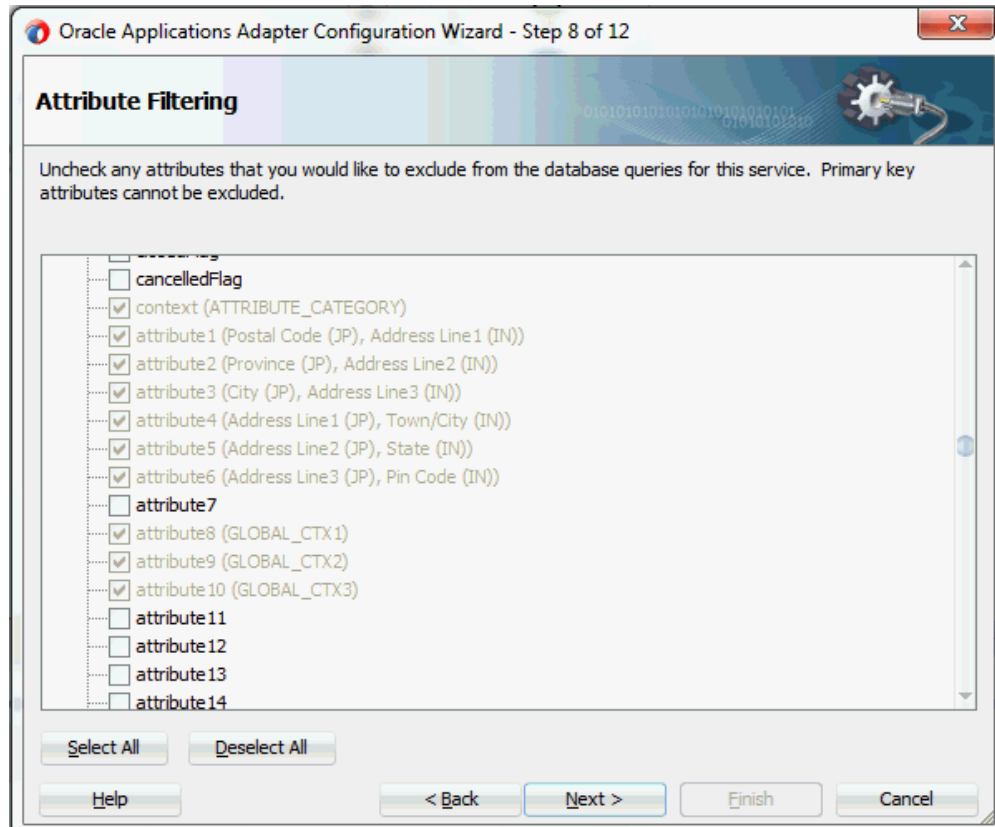 Oracle Applications Adapter Configuration Wizard - Step 8 of 12
Attribute Filtering
Uncheck any attributes that you would like to exclude from the database queries for this service. Primary key
attributes cannot be excluded.
cancelledFlag
context (ATTRIBUTE_CATEGORY)
attribute1 (Postal Code (JP), Address Line1 (IN))
attribute2 (Province (JP), Address Line2 (IN))
attribute3 (City (JP), Address Line3 (IN))
attribute4 (Address Line1 (JP), Town/City (IN))
attribute5 (Address Line2 (JP), State (IN))
attribute6 (Address Line3 (JP), Pin Code (IN))
attribute7
attribute8 (GLOBAL_CTX1)
attribute9 (GLOBAL_CTX2)
attribute10 (GLOBAL_CTX3)
attribute11
attribute12
attribute13
attribute14
Select All Deselect All
Help < Back Next > Finish Cancel